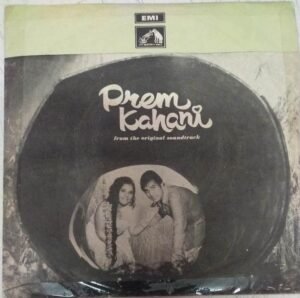 EMI
Prem
Kahani
from the original soundtrack